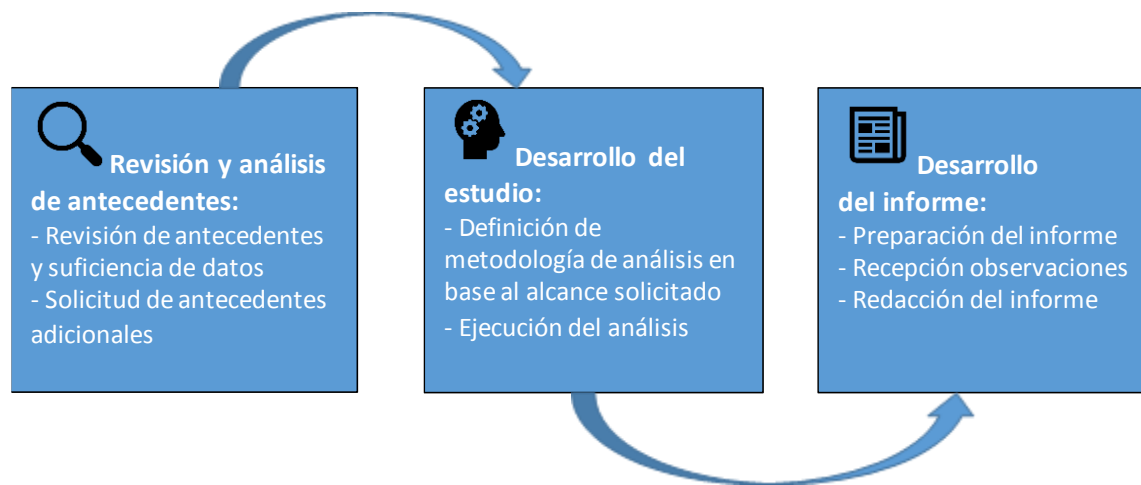 Revisión y análisis
de antecedentes:
- Revisión de antecedentes
y suficiencia de datos
- Solicitud de antecedentes
adicionales
Desarrollo del
estudio:
- Definición de
metodología de análisis en
base al alcance solicitado
- Ejecución del análisis
Desarrollo
del informe:
- Preparación del informe
- Recepción observaciones
- Redacción del informe